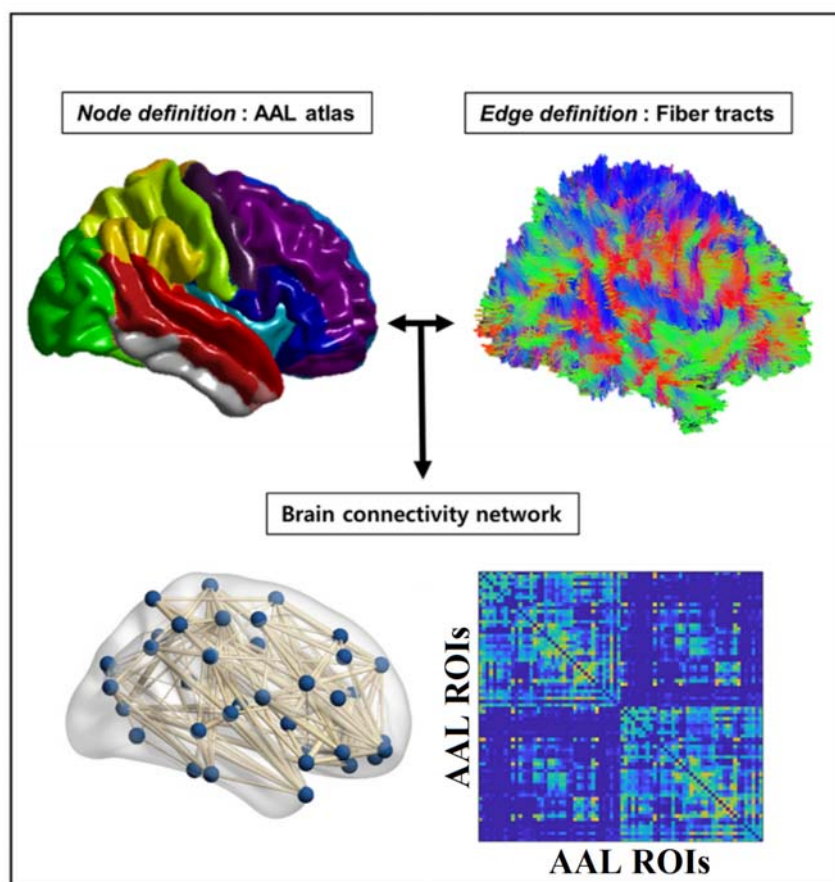 Node definition : AAL atlas
Edge definition : Fiber tracts
Brain connectivity network
AAL ROIs
AAL ROIs